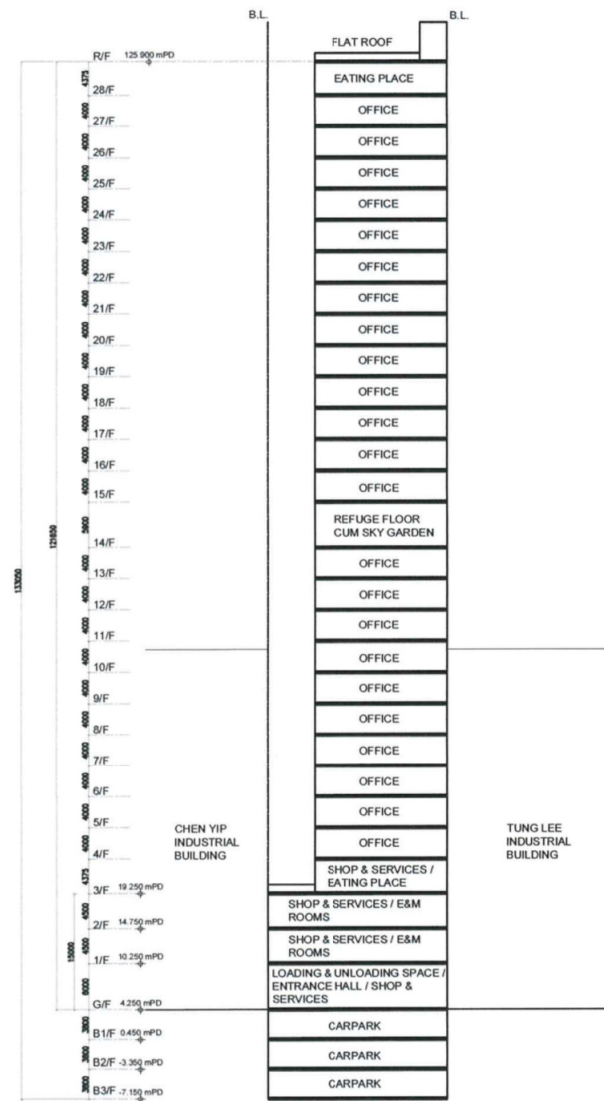 B.L. B.L.
FLAT ROOF
R/F 125.900 mPD
4375 EATING PLACE
28/F
4000 OFFICE
27/F
4000 OFFICE
26/F
4000 OFFICE
25/F
4000 OFFICE
24/F
4000 OFFICE
23/F
4000 OFFICE
22/F
4000 OFFICE
21/F
4000 OFFICE
20/F
4000 OFFICE
19/F
4000 OFFICE
18/F
4000 OFFICE
17/F
4000 OFFICE
16/F
4000 OFFICE
15/F
5900 REFUGE FLOOR
CUM SKY GARDEN
14/F
121650
133050
4000 OFFICE
13/F
4000 OFFICE
12/F
4000 OFFICE
11/F
4000 OFFICE
10/F
4000 OFFICE
9/F
4000 OFFICE
8/F
4000 OFFICE
7/F
4000 OFFICE
6/F
4000 OFFICE
5/F
4000 OFFICE
4/F
CHEN YIP
INDUSTRIAL
BUILDING
TUNG LEE
INDUSTRIAL
BUILDING
4375 SHOP & SERVICES /
EATING PLACE
3/F 19.250 mPD
4500 SHOP & SERVICES / E&M
ROOMS
2/F 14.750 mPD
15000
4500 SHOP & SERVICES / E&M
ROOMS
1/F 10.250 mPD
6000 LOADING & UNLOADING SPACE /
ENTRANCE HALL / SHOP &
SERVICES
G/F 4.250 mPD
3800 CARPARK
B1/F 0.450 mPD
3800 CARPARK
B2/F -3.350 mPD
3800 CARPARK
B3/F -7.150 mPD